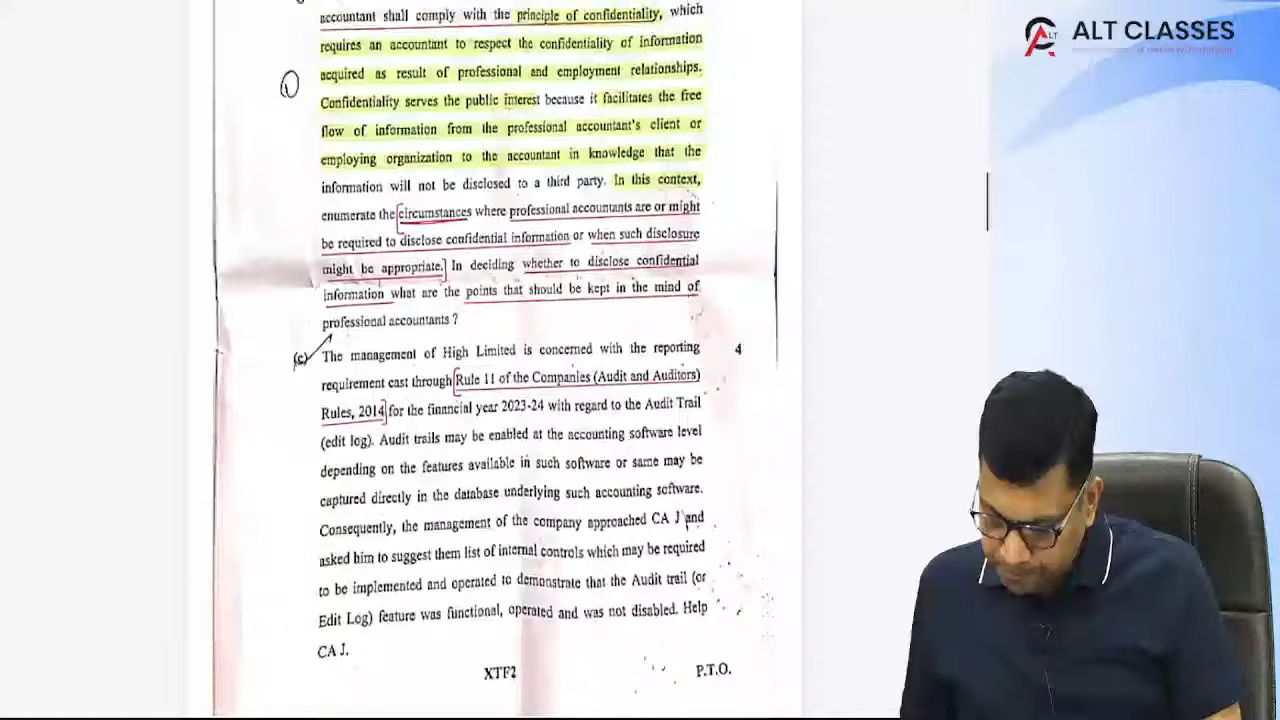 accountant shall comply with the principle of confidentiality, which
requires an accountant to respect the confidentiality of information
acquired as result of professional and employment relationships.
Confidentiality serves the public interest because it facilitates the free
flow of information from the professional accountant's client or
employing organization to the accountant in knowledge that the
information will not be disclosed to a third party. In this context,
enumerate the circumstances where professional accountants are or might
be required to disclose confidential information or when such disclosure
might be appropriate. In deciding whether to disclose confidential
information what are the points that should be kept in the mind of
professional accountants ?
(c) The management of High Limited is concerned with the reporting 4
requirement cast through Rule 11 of the Companies (Audit and Auditors)
Rules, 2014 for the financial year 2023-24 with regard to the Audit Trail
(edit log). Audit trails may be enabled at the accounting software level
depending on the features available in such software or same may be
captured directly in the database underlying such accounting software.
Consequently, the management of the company approached CA J and
asked him to suggest them list of internal controls which may be required
to be implemented and operated to demonstrate that the Audit trail (or
Edit Log) feature was functional, operated and was not disabled. Help
CA J.
XTF2 P.T.O.
ALT CLASSES
ALT